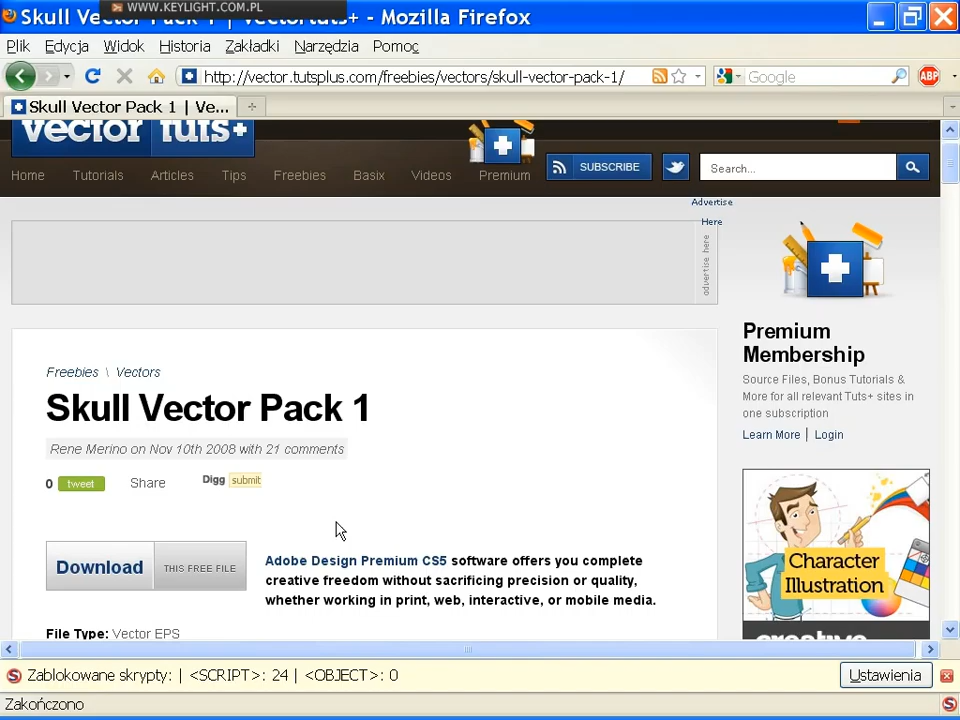 WWW.KEYLIGHT.COM.PL
Skull Vector Pack 1 | Vectortuts+ - Mozilla Firefox
Plik Edycja Widok Historia Zakładki Narzędzia Pomoc
http://vector.tutsplus.com/freebies/vectors/skull-vector-pack-1/
Google
ABP
Skull Vector Pack 1 | Ve...
vector tuts+
Home Tutorials Articles Tips Freebies Basix Videos Premium
SUBSCRIBE
Search...
Advertise
Here
advertise here
Freebies \ Vectors
Skull Vector Pack 1
Rene Merino on Nov 10th 2008 with 21 comments
0 tweet Share Digg submit
Download THIS FREE FILE
Adobe Design Premium CS5 software offers you complete
creative freedom without sacrificing precision or quality,
whether working in print, web, interactive, or mobile media.
File Type: Vector EPS
Premium
Membership
Source Files, Bonus Tutorials &
More for all relevant Tuts+ sites in
one subscription
Learn More | Login
Character
Illustration
creative
Zablokowane skrypty: | <SCRIPT>: 24 | <OBJECT>: 0
Ustawienia
Zakończono